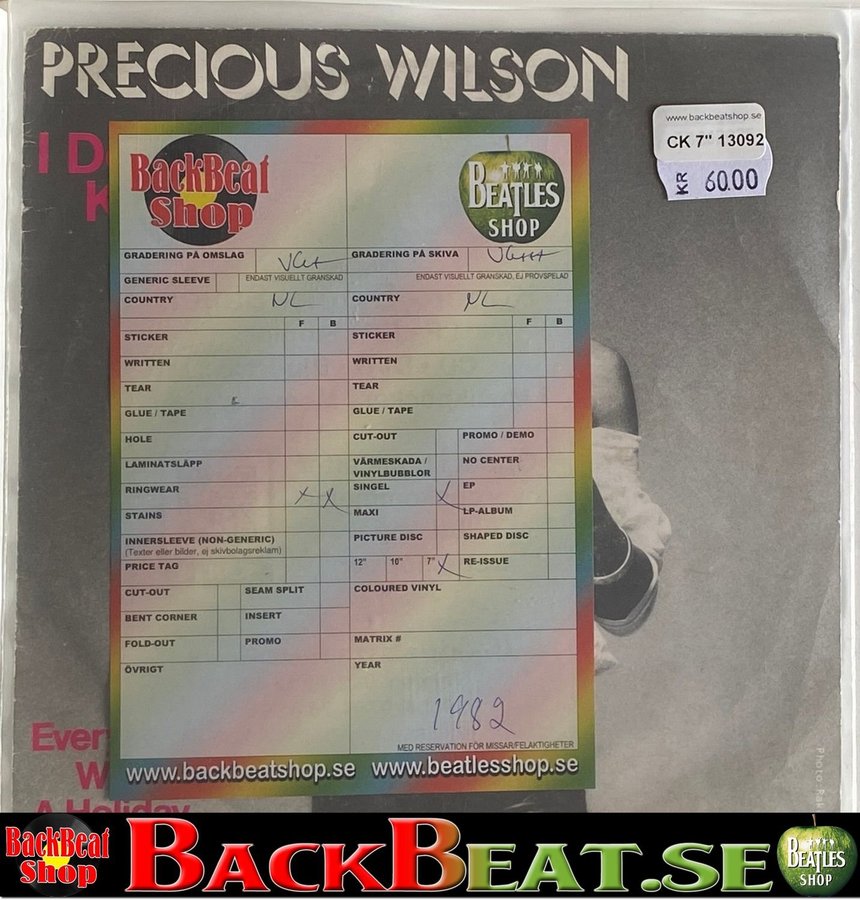 PRECIOUS WILSON
I D
K
www.backbeatshop.se
CK 7" 13092
KR 60.00
BackBeat
Shop
BEATLES
SHOP
GRADERING PÅ OMSLAG VG+
GRADERING PÅ SKIVA VG++
GENERIC SLEEVE
ENDAST VISUELLT GRANSKAD
ENDAST VISUELLT GRANSKAD, EJ PROVSPELAD
COUNTRY NL
COUNTRY NL
F B
F B
STICKER
STICKER
WRITTEN
WRITTEN
TEAR
TEAR
GLUE / TAPE
GLUE / TAPE
HOLE
CUT-OUT
PROMO / DEMO
LAMINATSLÄPP
VÄRMESKADA /
VINYLBUBBLOR
NO CENTER
RINGWEAR X X
SINGEL X
EP
STAINS
MAXI
LP-ALBUM
INNERSLEEVE (NON-GENERIC)
(Texter eller bilder, ej skivbolagsreklam)
PICTURE DISC
SHAPED DISC
PRICE TAG
12" 10" 7" X
RE-ISSUE
CUT-OUT
SEAM SPLIT
COLOURED VINYL
BENT CORNER
INSERT
FOLD-OUT
PROMO
MATRIX #
ÖVRIGT
YEAR
1982
MED RESERVATION FÖR MISSAR/FELAKTIGHETER
www.backbeatshop.se www.beatlesshop.se
Ever
W
A Holiday
Photo
BackBeat
Shop
BACKBEAT.SE
BEATLES
SHOP